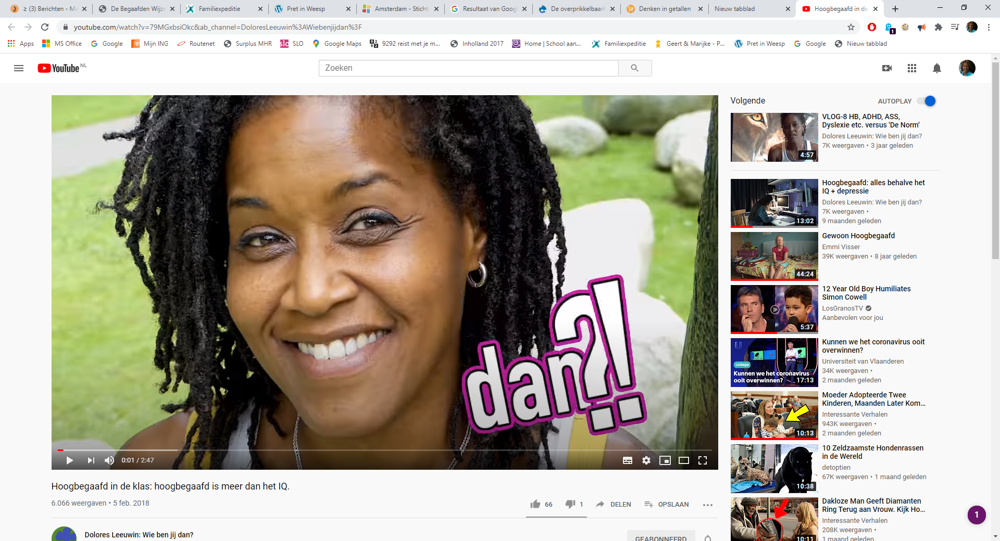 ≥ (3) Berichten - Ma
De Begaafden Wijze
Familiexpeditie
Pret in Weesp
Amsterdam - Sticht
Resultaat van Goog
De overprikkelbaarh
Denken in getallen
Nieuw tabblad
Hoogbegaafd in de
youtube.com/watch?v=79MGxbsiOkc&ab_channel=DoloresLeeuwin%3AWiebenjijdan%3F
1
Apps
MS Office
Google
Mijn ING
Routenet
Surplus MHR
slo SLO
Google Maps
9292 reist met je m...
Inholland 2017
Home | School aan...
Familiexpeditie
Geert & Marijke - P...
Pret in Weesp
Google
Nieuw tabblad
YouTube NL
Zoeken
dan?!
0:01 / 2:47
Hoogbegaafd in de klas: hoogbegaafd is meer dan het IQ.
6.066 weergaven • 5 feb. 2018
66
1
DELEN
OPSLAAN
Dolores Leeuwin: Wie ben jij dan?
GEABONNEERD
Volgende
AUTOPLAY
VLOG-8 HB, ADHD, ASS,
Dyslexie etc. versus 'De Norm'
Dolores Leeuwin: Wie ben jij dan?
7K weergaven • 3 jaar geleden
4:57
Hoogbegaafd: alles behalve het
IQ + depressie
Dolores Leeuwin: Wie ben jij dan?
7K weergaven •
9 maanden geleden
13:02
Gewoon Hoogbegaafd
Emmi Visser
39K weergaven • 8 jaar geleden
44:24
12 Year Old Boy Humiliates
Simon Cowell
LosGranosTV
Aanbevolen voor jou
5:37
Kunnen we het coronavirus ooit
overwinnen?
Universiteit van Vlaanderen
34K weergaven •
2 maanden geleden
U
college
Kunnen we het coronavirus
ooit overwinnen?
17:13
Moeder Adopteerde Twee
Kinderen, Maanden Later Kom...
Interessante Verhalen
943K weergaven •
2 maanden geleden
10:13
10 Zeldzaamste Hondenrassen
in de Wereld
detoptien
67K weergaven • 1 maand geleden
10:38
Dakloze Man Geeft Diamanten
Ring Terug aan Vrouw. Kijk Ho...
Interessante Verhalen
208K weergaven •
1 maand geleden
10:11
1